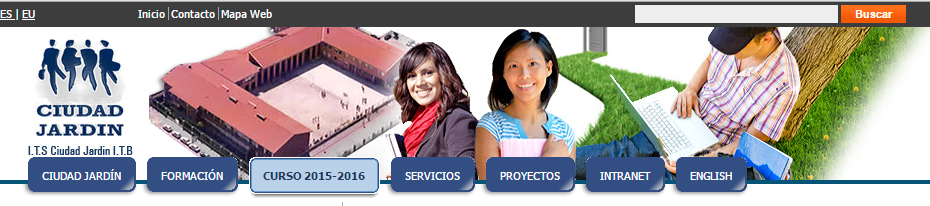 ES | EU
Inicio | Contacto | Mapa Web
Buscar
CIUDAD
JARDIN
I.T.S Ciudad Jardin I.T.B
CIUDAD JARDÍN
FORMACIÓN
CURSO 2015-2016
SERVICIOS
PROYECTOS
INTRANET
ENGLISH